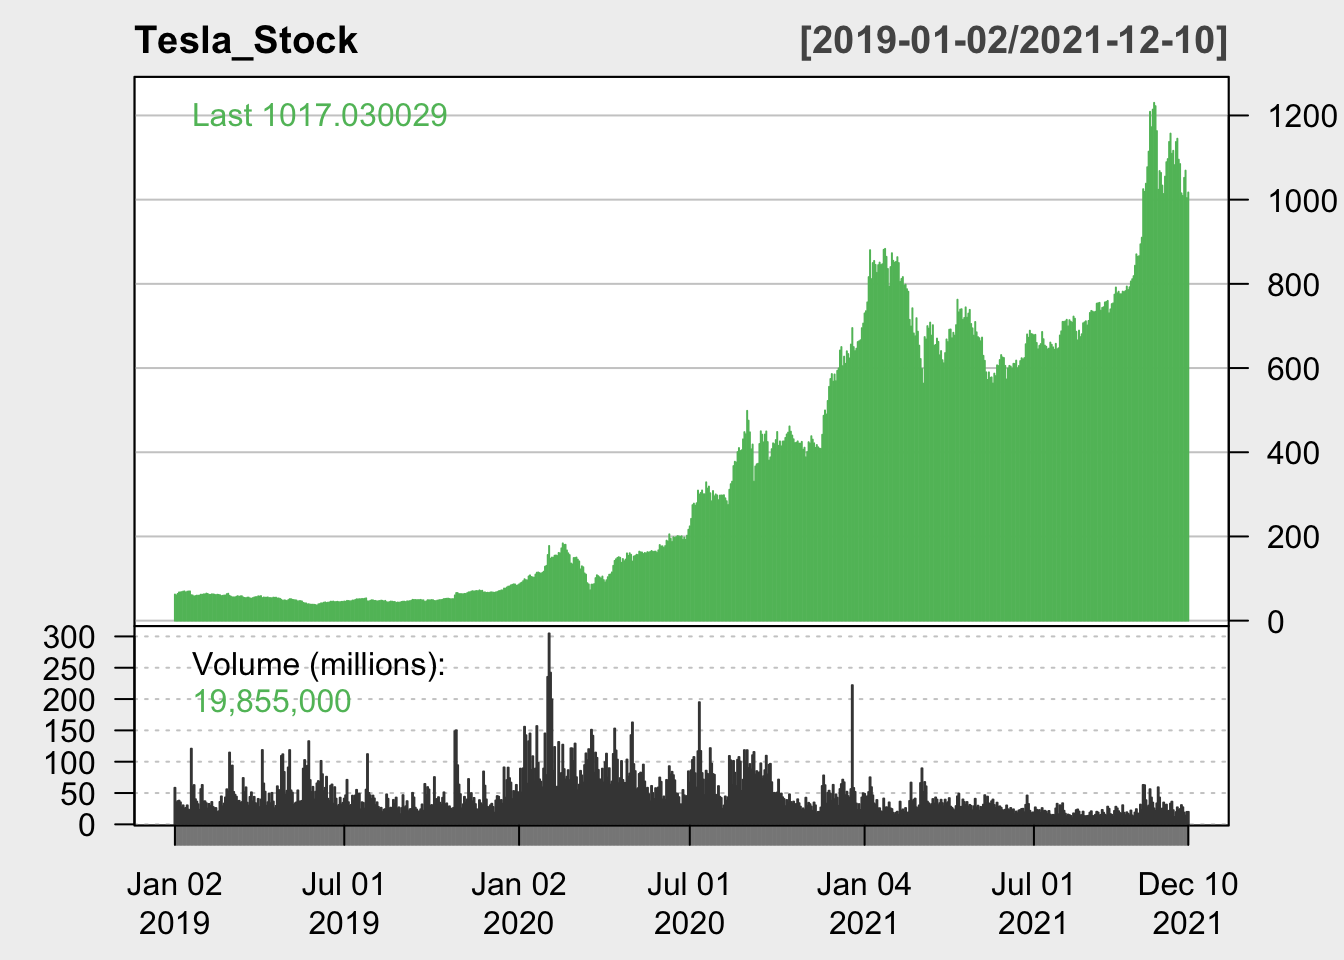 Tesla_Stock
[2019-01-02/2021-12-10]
Last 1017.030029
1200
1000
800
600
400
200
0
Volume (millions):
19,855,000
300
250
200
150
100
50
0
Jan 02 2019
Jul 01 2019
Jan 02 2020
Jul 01 2020
Jan 04 2021
Jul 01 2021
Dec 10 2021